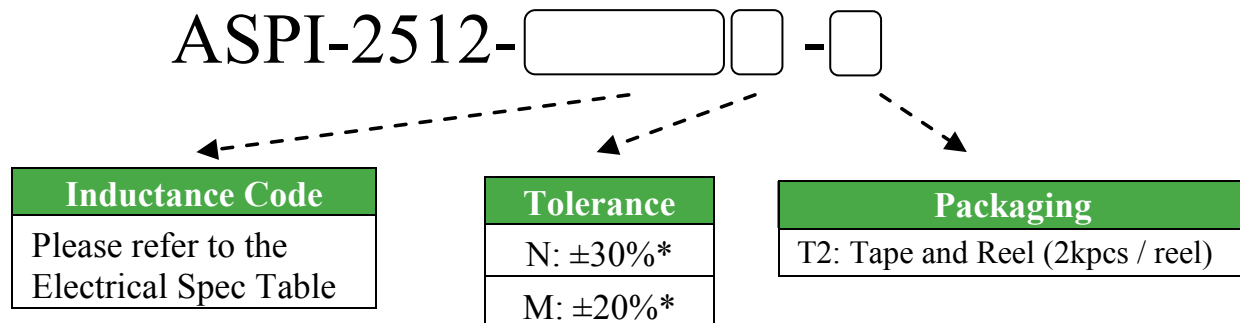 ASPI-2512- -
Inductance Code
Please refer to the
Electrical Spec Table
Tolerance
N: ±30%*
M: ±20%*
Packaging
T2: Tape and Reel (2kpcs / reel)